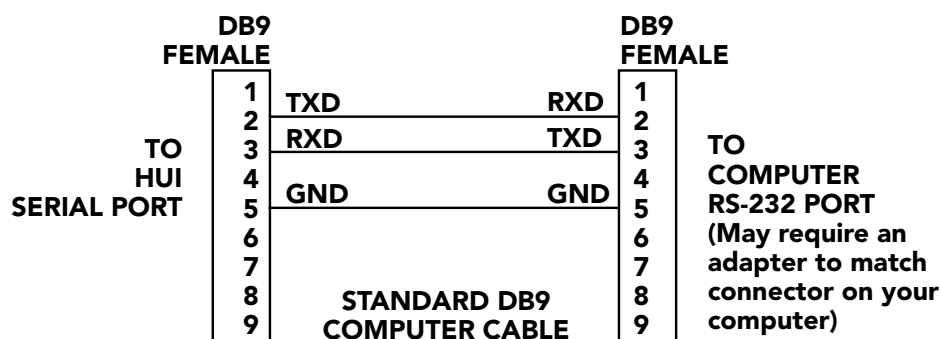 DB9
FEMALE
DB9
FEMALE
1
2
3
4
5
6
7
8
9
TXD
RXD
GND
RXD
TXD
GND
1
2
3
4
5
6
7
8
9
TO
HUI
SERIAL PORT
TO
COMPUTER
RS-232 PORT
(May require an
adapter to match
connector on your
computer)
STANDARD DB9
COMPUTER CABLE